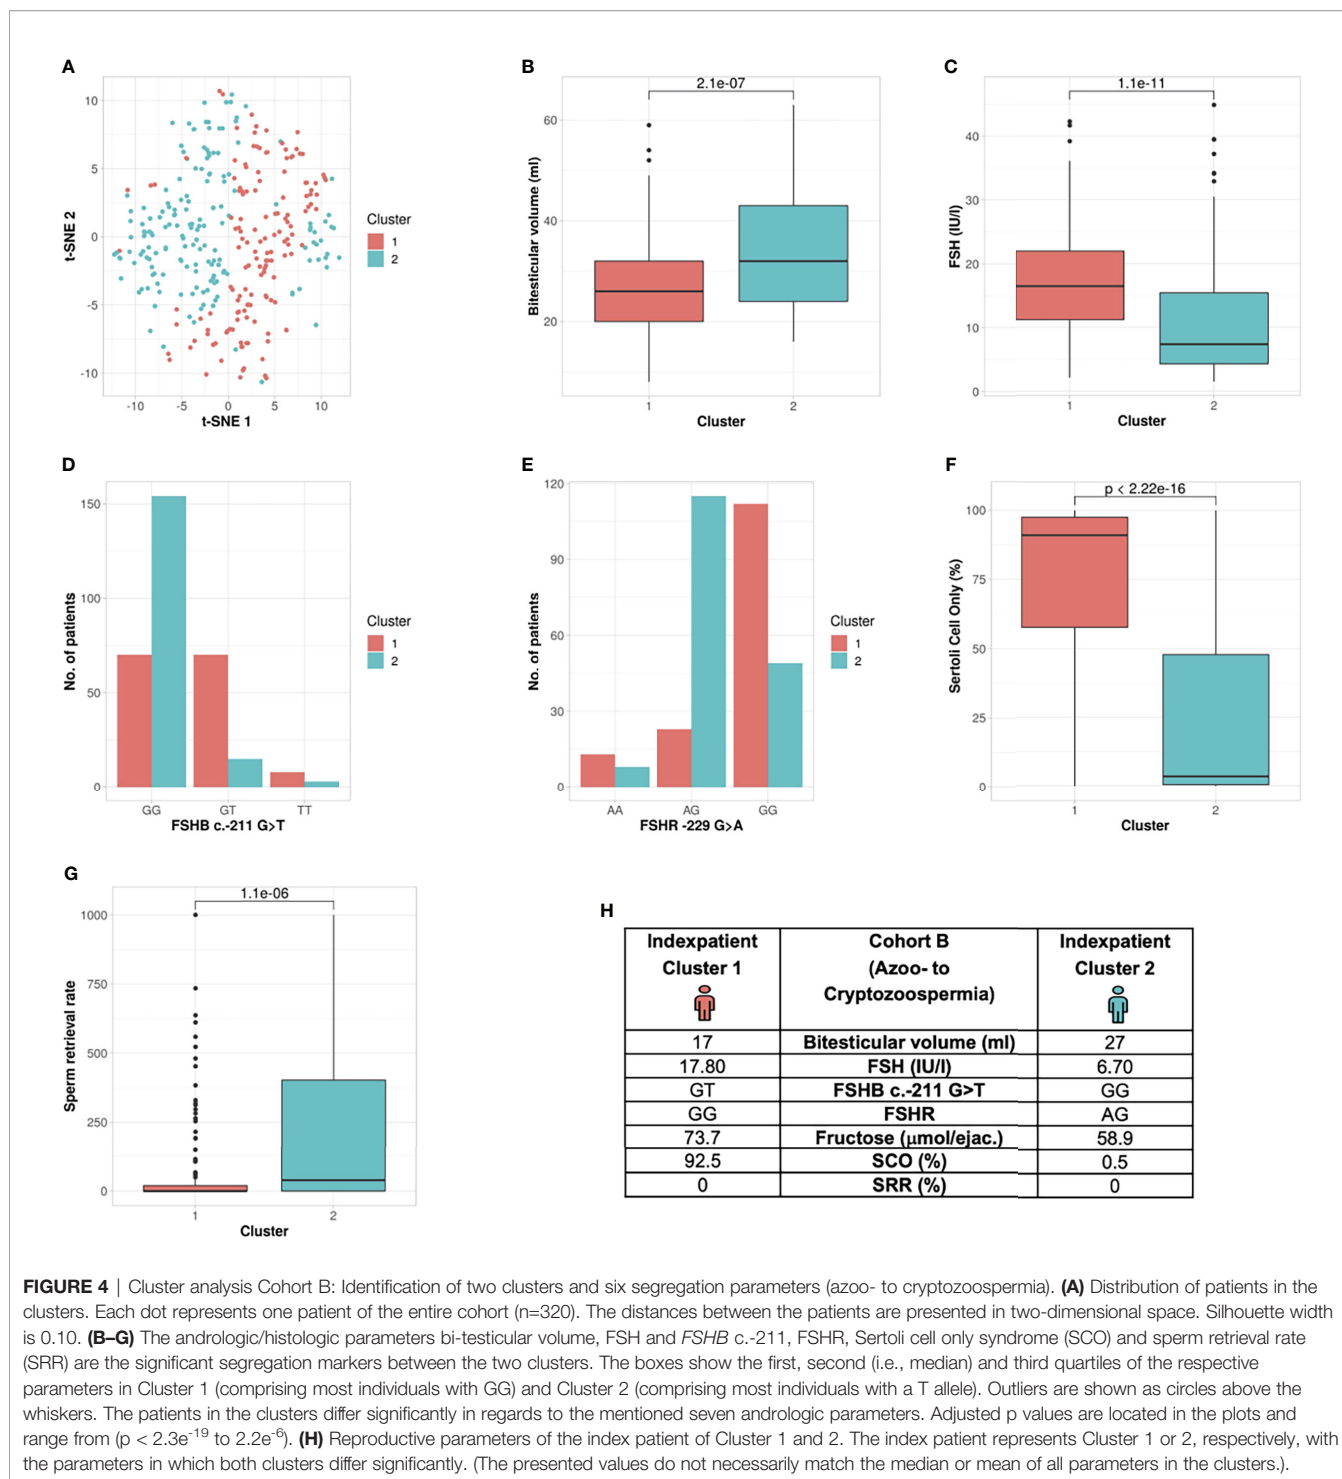 A
10
5
0
-5
-10
-10 -5 0 5 10
t-SNE 1
t-SNE 2
Cluster
1
2
B
2.1e-07
60
40
20
1 2
Cluster
Bitesticular volume (ml)
C
1.1e-11
40
30
20
10
0
1 2
Cluster
FSH (IU/l)
D
150
100
50
0
GG GT TT
FSHB c.-211 G>T
No. of patients
Cluster
1
2
E
120
90
60
30
0
AA AG GG
FSHR -229 G>A
No. of patients
Cluster
1
2
F
p < 2.22e-16
100
75
50
25
0
1 2
Cluster
Sertoli Cell Only (%)
G
1.1e-06
1000
750
500
250
0
1 2
Cluster
Sperm retrieval rate
H
Indexpatient Cohort B Indexpatient
Cluster 1 (Azoo- to Cluster 2
Cryptozoospermia)
17 Bitesticular volume (ml) 27
17.80 FSH (IU/l) 6.70
GT FSHB c.-211 G>T GG
GG FSHR AG
73.7 Fructose (μmol/ejac.) 58.9
92.5 SCO (%) 0.5
0 SRR (%) 0
FIGURE 4 | Cluster analysis Cohort B: Identification of two clusters and six segregation parameters (azoo- to cryptozoospermia). (A) Distribution of patients in the
clusters. Each dot represents one patient of the entire cohort (n=320). The distances between the patients are presented in two-dimensional space. Silhouette width
is 0.10. (B–G) The andrologic/histologic parameters bi-testicular volume, FSH and FSHB c.-211, FSHR, Sertoli cell only syndrome (SCO) and sperm retrieval rate
(SRR) are the significant segregation markers between the two clusters. The boxes show the first, second (i.e., median) and third quartiles of the respective
parameters in Cluster 1 (comprising most individuals with GG) and Cluster 2 (comprising most individuals with a T allele). Outliers are shown as circles above the
whiskers. The patients in the clusters differ significantly in regards to the mentioned seven andrologic parameters. Adjusted p values are located in the plots and
range from (p < 2.3e-19 to 2.2e-6). (H) Reproductive parameters of the index patient of Cluster 1 and 2. The index patient represents Cluster 1 or 2, respectively, with
the parameters in which both clusters differ significantly. (The presented values do not necessarily match the median or mean of all parameters in the clusters.).